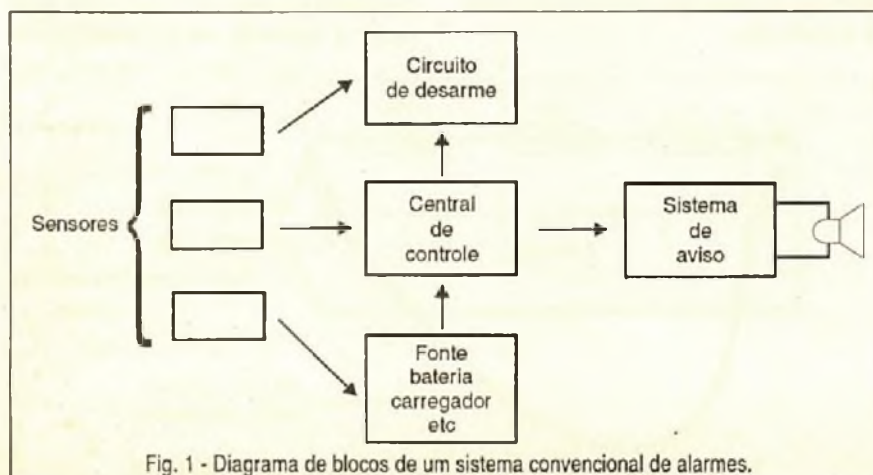 Circuito
de desarme
Sensores
Central
de
controle
Sistema
de
aviso
Fonte
bateria
carregador
etc
Fig. 1 - Diagrama de blocos de um sistema convencional de alarmes.